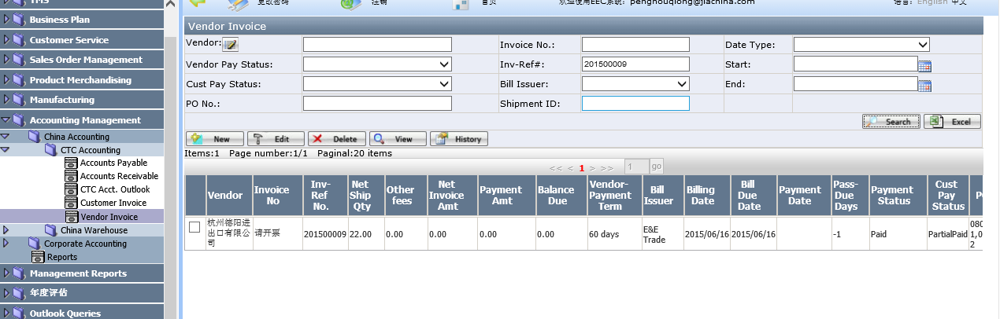 TMS
更改密码 注销 首页 欢迎使用EEC系统: penghouqiong@jiachina.com 语言: English 中文
Business Plan
Customer Service
Sales Order Management
Product Merchandising
Manufacturing
Accounting Management
China Accounting
CTC Accounting
Accounts Payable
Accounts Receivable
CTC Acct. Outlook
Customer Invoice
Vendor Invoice
China Warehouse
Corporate Accounting
Reports
Management Reports
年度评估
Outlook Queries
Vendor Invoice
Vendor: Invoice No.: Date Type:
Vendor Pay Status: Inv-Ref#: 201500009 Start:
Cust Pay Status: Bill Issuer: End:
PO No.: Shipment ID:
Search Excel
New Edit Delete View History
Items:1 Page number:1/1 Paginal:20 items
<< < 1 > >> 1 go
Vendor Invoice No Inv-Ref No. Net Ship Qty Other fees Net Invoice Amt Payment Amt Balance Due Vendor-Payment Term Bill Issuer Billing Date Bill Due Date Payment Date Pass-Due Days Payment Status Cust Pay Status
杭州德阳进出口有限公司 请开票 201500009 22.00 0.00 0.00 0.00 0.00 60 days E&E Trade 2015/06/16 2015/06/16 -1 Paid PartialPaid